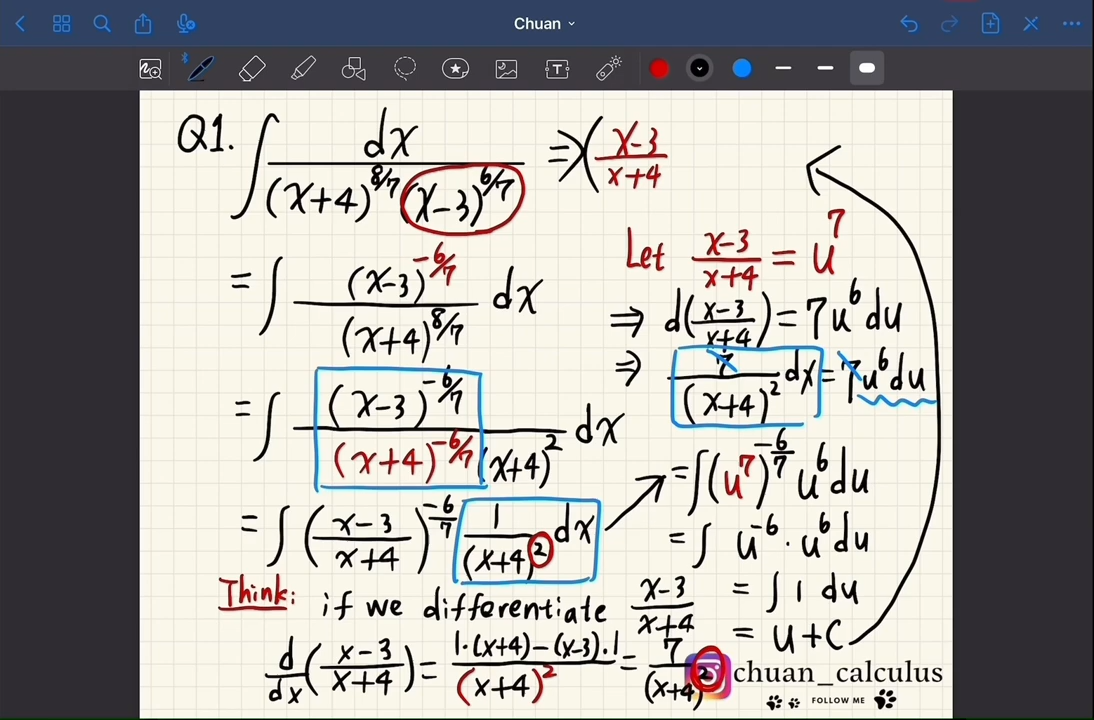 Chuan
Q1. ∫ dx / (x+4)^8/7 (x-3)^6/7 ⇒ (x-3 / x+4
= ∫ (x-3)^-6/7 / (x+4)^8/7 dx
= ∫ (x-3)^-6/7 / (x+4)^-6/7 (x+4)^2 dx
= ∫ (x-3 / x+4)^-6/7 1 / (x+4)^2 dx
Think: if we differentiate x-3 / x+4
d/dx (x-3 / x+4) = 1·(x+4)-(x-3)·1 / (x+4)^2 = 7 / (x+4)^2
Let x-3 / x+4 = u^7
⇒ d(x-3 / x+4) = 7u^6 du
⇒ 7 / (x+4)^2 dx = 7u^6 du
= ∫ (u^7)^-6/7 u^6 du
= ∫ u^-6 · u^6 du
= ∫ 1 du
= u+C
chuan_calculus
FOLLOW ME